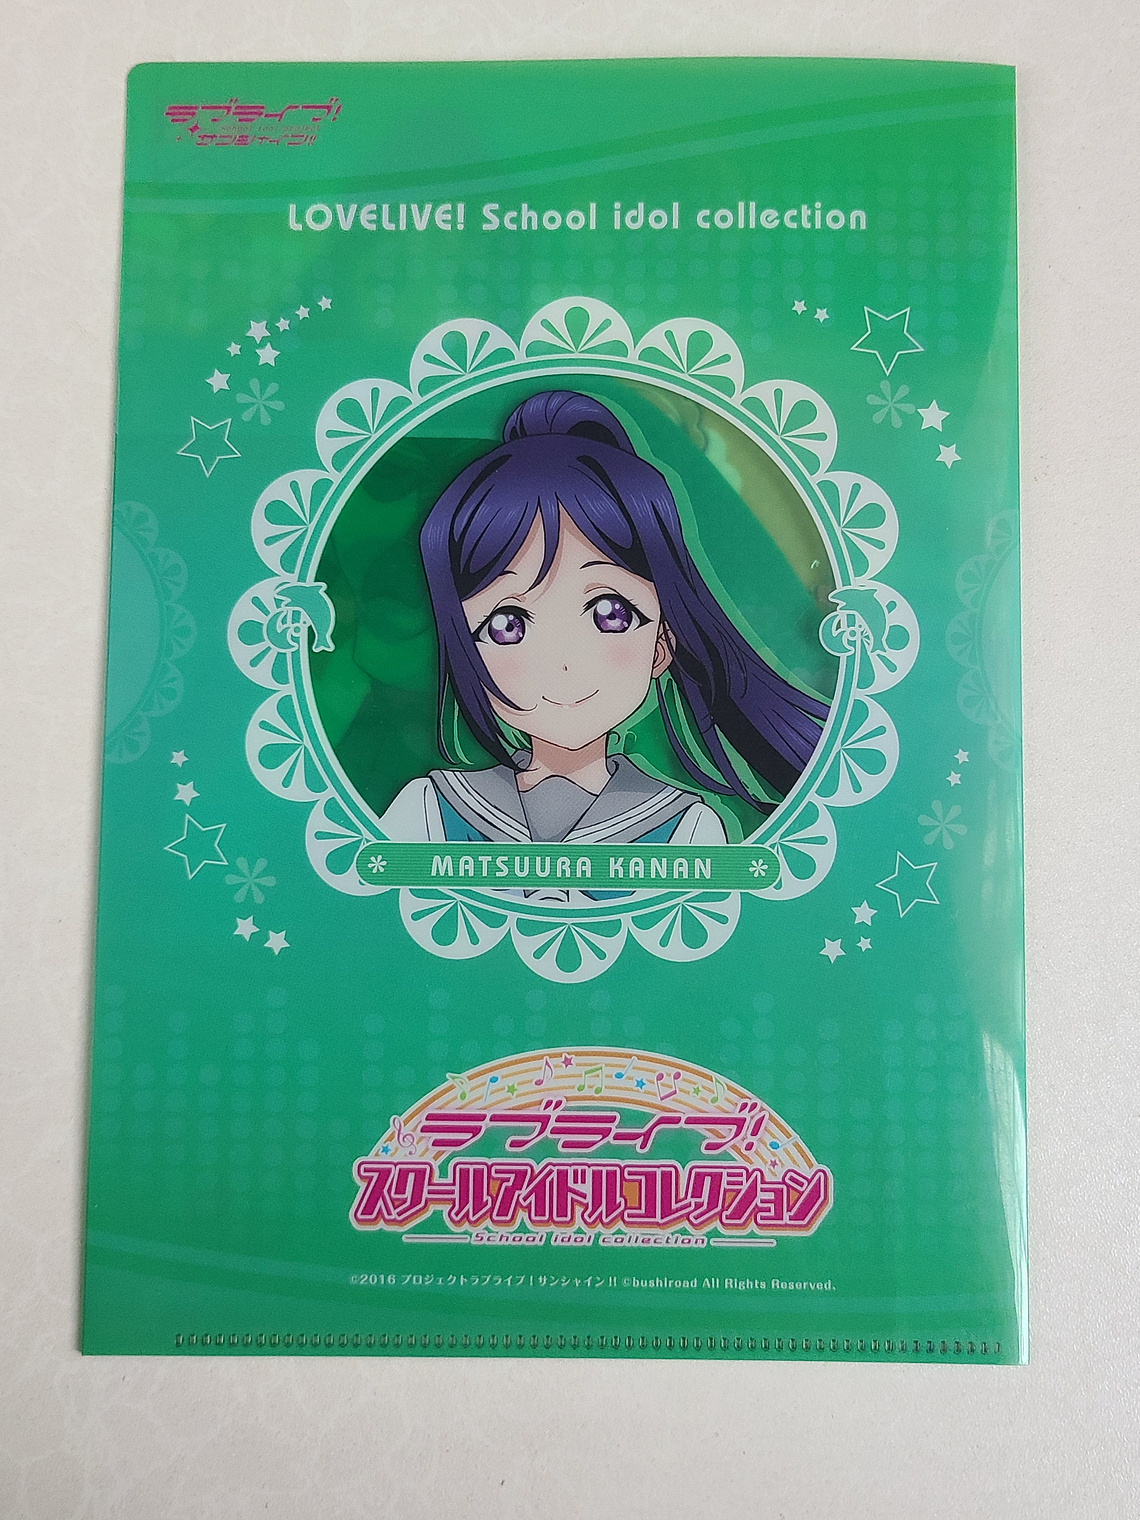 ラブライブ!
School idol project
サンシャイン!!
LOVELIVE! School idol collection
* MATSUURA KANAN *
ラブライブ!
スクールアイドルコレクション
School idol collection
©2016 プロジェクトラブライブ!サンシャイン!! ©bushiroad All Rights Reserved.